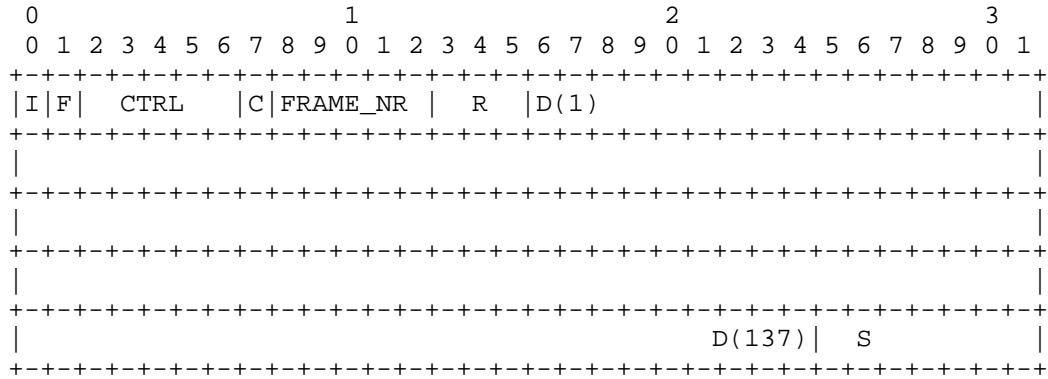 0                   1                   2                   3
 0 1 2 3 4 5 6 7 8 9 0 1 2 3 4 5 6 7 8 9 0 1 2 3 4 5 6 7 8 9 0 1
+-+-+-+-+-+-+-+-+-+-+-+-+-+-+-+-+-+-+-+-+-+-+-+-+-+-+-+-+-+-+-+-+
|I|F|   CTRL    |C|FRAME_NR |  R  |D(1)                         |
+-+-+-+-+-+-+-+-+-+-+-+-+-+-+-+-+-+-+-+-+-+-+-+-+-+-+-+-+-+-+-+-+
|                                                               |
+-+-+-+-+-+-+-+-+-+-+-+-+-+-+-+-+-+-+-+-+-+-+-+-+-+-+-+-+-+-+-+-+
|                                                               |
+-+-+-+-+-+-+-+-+-+-+-+-+-+-+-+-+-+-+-+-+-+-+-+-+-+-+-+-+-+-+-+-+
|                                                               |
+-+-+-+-+-+-+-+-+-+-+-+-+-+-+-+-+-+-+-+-+-+-+-+-+-+-+-+-+-+-+-+-+
|                                           D(137)|  S          |
+-+-+-+-+-+-+-+-+-+-+-+-+-+-+-+-+-+-+-+-+-+-+-+-+-+-+-+-+-+-+-+-+